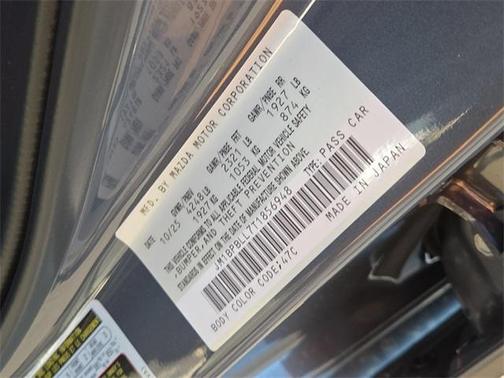 MFD. BY MAZDA MOTOR CORPORATION
GVWR/PNBV GAWR/PNBE FRT GAWR/PNBE RR
10/25 4248 LB 2321 LB 1927 LB
1927 KG 1053 KG 874 KG
THIS VEHICLE CONFORMS TO ALL APPLICABLE FEDERAL MOTOR VEHICLE SAFETY
,BUMPER,AND THEFT PREVENTION
STANDARDS IN EFFECT ON THE DATE OF MANUFACTURE SHOWN ABOVE.
JM1BPBLL7T1856948 TYPE:PASS CAR
BODY COLOR CODE:47C MADE IN JAPAN